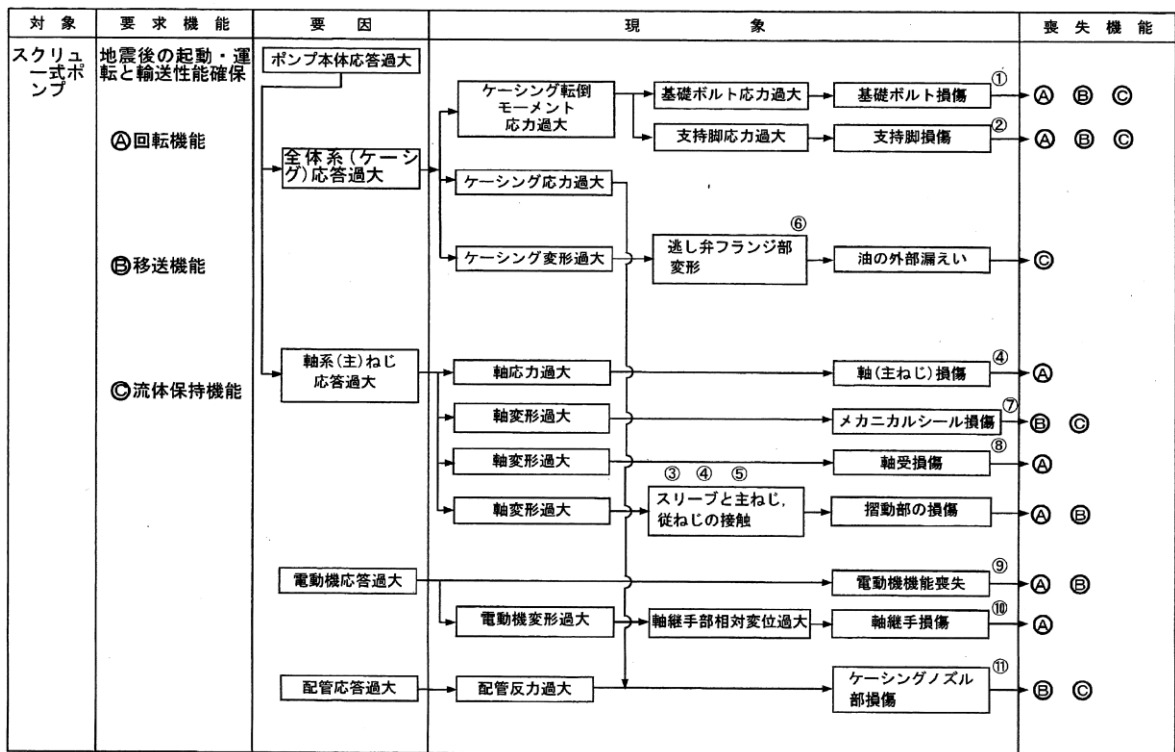 対象
要求機能
要因
現象
喪失機能
スクリュ
ー式ポ
ンプ
地震後の起動・運
転と輸送性能確保
Ⓐ回転機能
Ⓑ移送機能
Ⓒ流体保持機能
ポンプ本体応答過大
全体系(ケーシ
グ)応答過大
ケーシング転倒
モーメント
応力過大
基礎ボルト応力過大
基礎ボルト損傷
①
Ⓐ Ⓑ Ⓒ
支持脚応力過大
支持脚損傷
②
Ⓐ Ⓑ Ⓒ
ケーシング応力過大
ケーシング変形過大
⑥
逃し弁フランジ部
変形
油の外部漏えい
Ⓒ
軸系(主)ねじ
応答過大
軸応力過大
軸(主ねじ)損傷
④
Ⓐ
軸変形過大
メカニカルシール損傷
⑦
Ⓑ Ⓒ
軸変形過大
軸受損傷
⑧
Ⓐ
軸変形過大
③ ④ ⑤
スリーブと主ねじ,
従ねじの接触
摺動部の損傷
Ⓐ Ⓑ
電動機応答過大
電動機機能喪失
⑨
Ⓐ Ⓑ
電動機変形過大
軸継手部相対変位過大
軸継手損傷
⑩
Ⓐ
配管応答過大
配管反力過大
ケーシングノズル
部損傷
⑪
Ⓑ Ⓒ